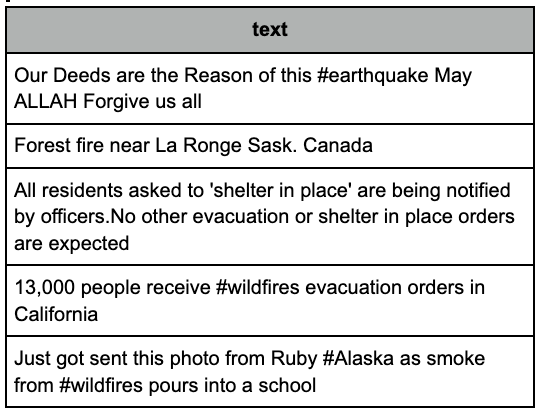 text
Our Deeds are the Reason of this #earthquake May
ALLAH Forgive us all
Forest fire near La Ronge Sask. Canada
All residents asked to 'shelter in place' are being notified
by officers.No other evacuation or shelter in place orders
are expected
13,000 people receive #wildfires evacuation orders in
California
Just got sent this photo from Ruby #Alaska as smoke
from #wildfires pours into a school